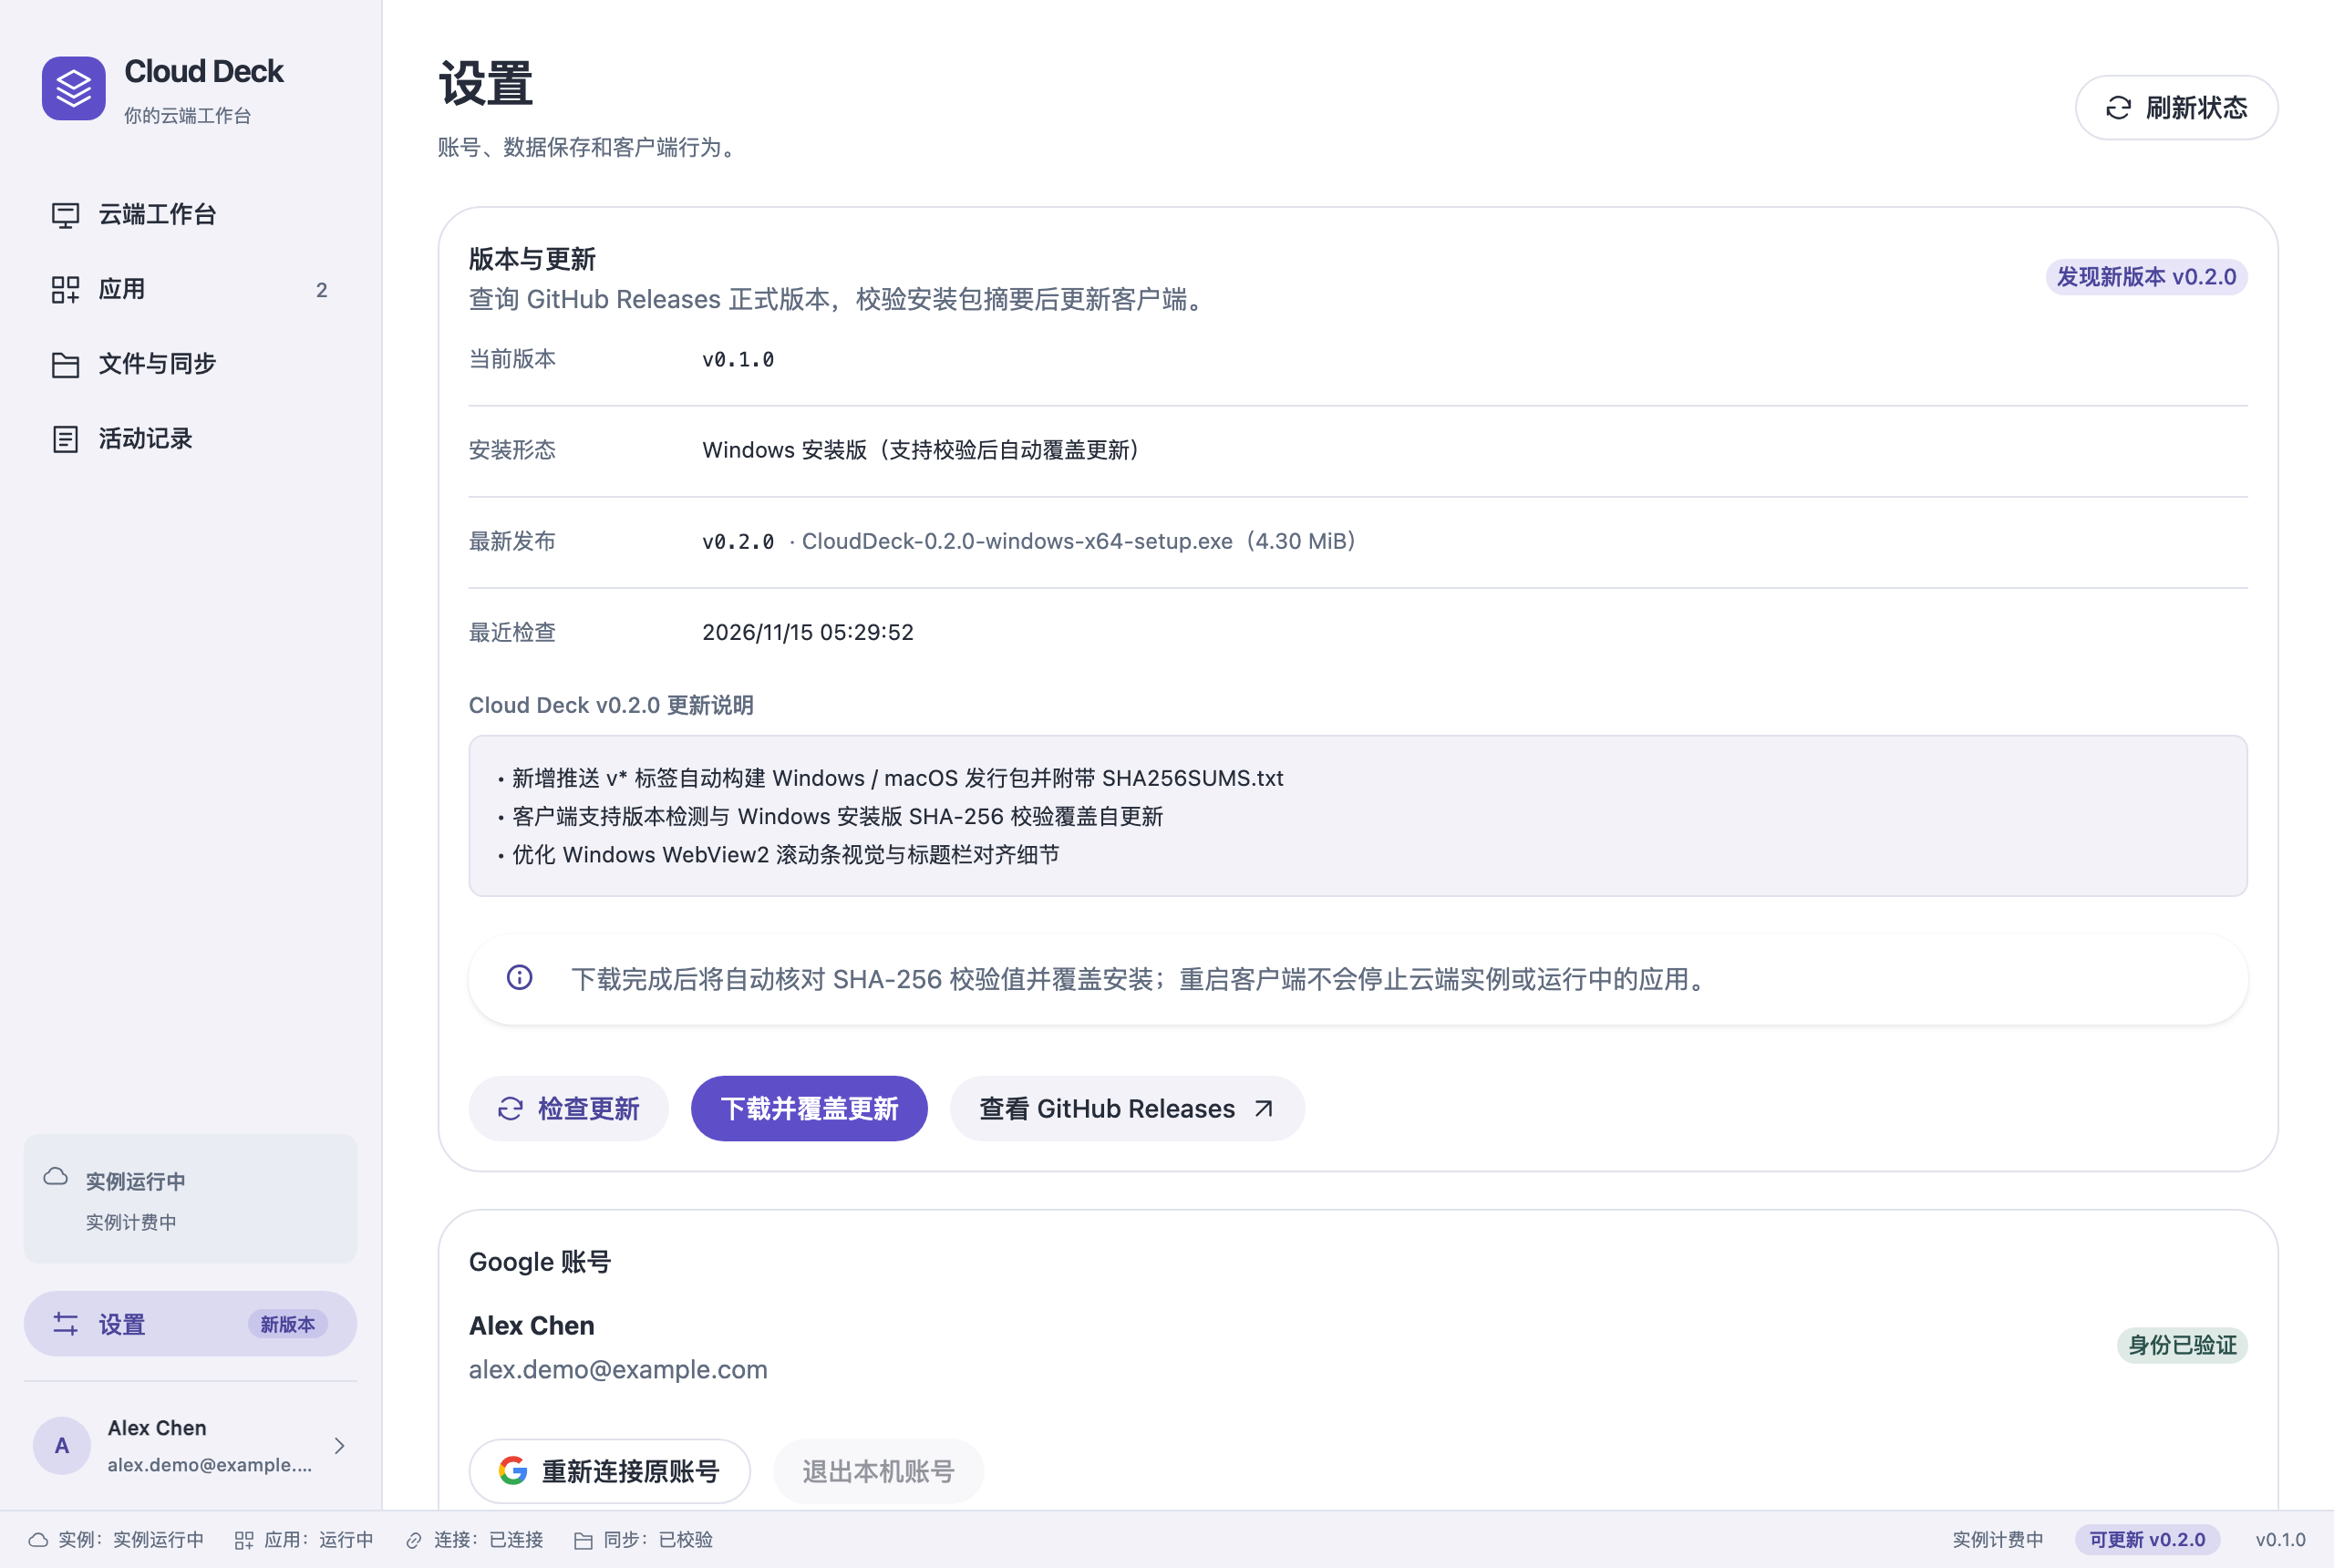 Cloud Deck
你的云端工作台
云端工作台
应用 2
文件与同步
活动记录
实例运行中
实例计费中
设置 新版本
A
Alex Chen
alex.demo@example....
设置
账号、数据保存和客户端行为。
刷新状态
版本与更新
查询 GitHub Releases 正式版本，校验安装包摘要后更新客户端。
发现新版本 v0.2.0
当前版本 v0.1.0
安装形态 Windows 安装版（支持校验后自动覆盖更新）
最新发布 v0.2.0 · CloudDeck-0.2.0-windows-x64-setup.exe（4.30 MiB）
最近检查 2026/11/15 05:29:52
Cloud Deck v0.2.0 更新说明
• 新增推送 v* 标签自动构建 Windows / macOS 发行包并附带 SHA256SUMS.txt
• 客户端支持版本检测与 Windows 安装版 SHA-256 校验覆盖自更新
• 优化 Windows WebView2 滚动条视觉与标题栏对齐细节
下载完成后将自动核对 SHA-256 校验值并覆盖安装；重启客户端不会停止云端实例或运行中的应用。
检查更新 下载并覆盖更新 查看 GitHub Releases
Google 账号
Alex Chen
alex.demo@example.com
身份已验证
重新连接原账号 退出本机账号
实例：实例运行中 应用：运行中 连接：已连接 同步：已校验 实例计费中 可更新 v0.2.0 v0.1.0